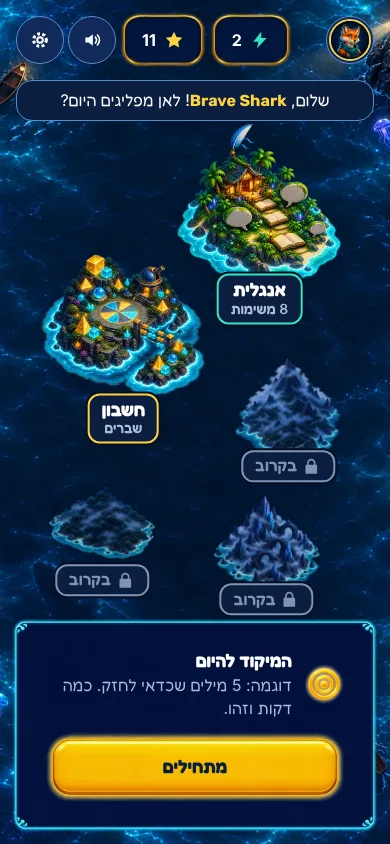 11
2
שלום, Brave Shark! לאן מפליגים היום?
אנגלית
8 משימות
חשבון
שברים
בקרוב
בקרוב
בקרוב
המיקוד להיום
דוגמה: 5 מילים שכדאי לחזק. כמה
דקות וזהו.
מתחילים